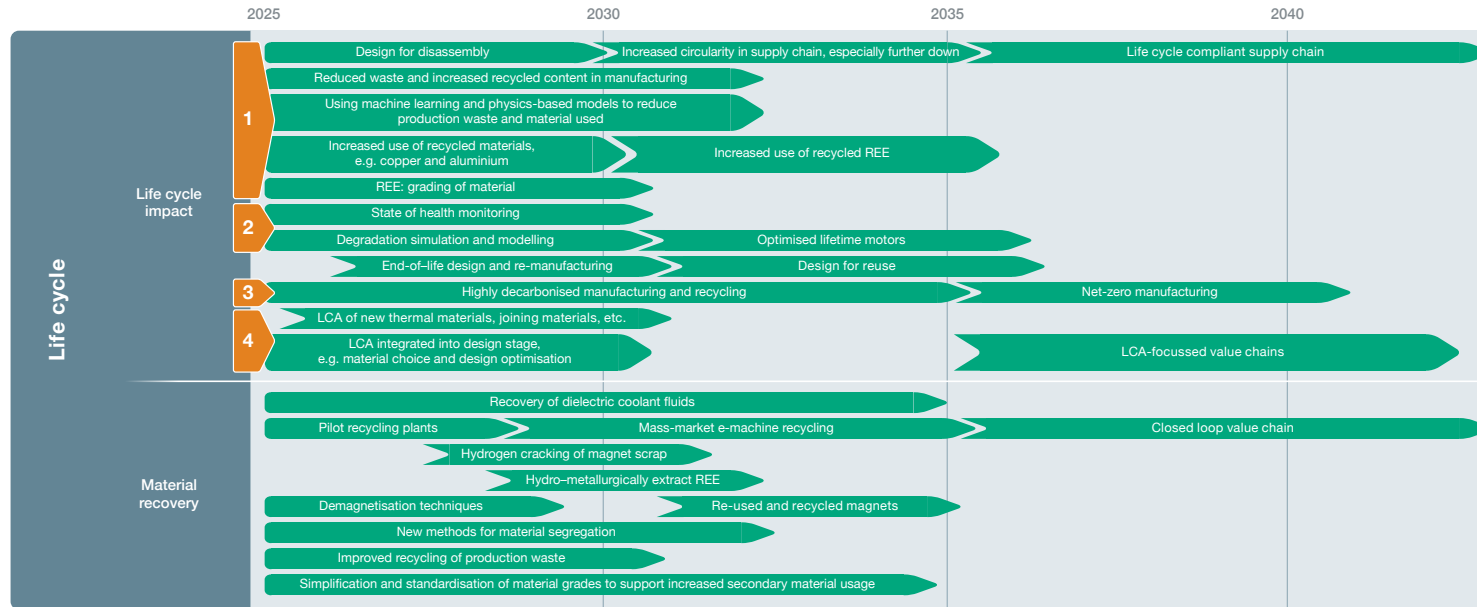 2025
2030
2035
2040
Life cycle
Life cycle
impact
1
Design for disassembly
Increased circularity in supply chain, especially further down
Life cycle compliant supply chain
Reduced waste and increased recycled content in manufacturing
Using machine learning and physics-based models to reduce
production waste and material used
Increased use of recycled materials,
e.g. copper and aluminium
Increased use of recycled REE
REE: grading of material
2
State of health monitoring
Degradation simulation and modelling
Optimised lifetime motors
End-of–life design and re-manufacturing
Design for reuse
3
Highly decarbonised manufacturing and recycling
Net-zero manufacturing
4
LCA of new thermal materials, joining materials, etc.
LCA integrated into design stage,
e.g. material choice and design optimisation
LCA-focussed value chains
Material
recovery
Recovery of dielectric coolant fluids
Pilot recycling plants
Mass-market e-machine recycling
Closed loop value chain
Hydrogen cracking of magnet scrap
Hydro–metallurgically extract REE
Demagnetisation techniques
Re-used and recycled magnets
New methods for material segregation
Improved recycling of production waste
Simplification and standardisation of material grades to support increased secondary material usage